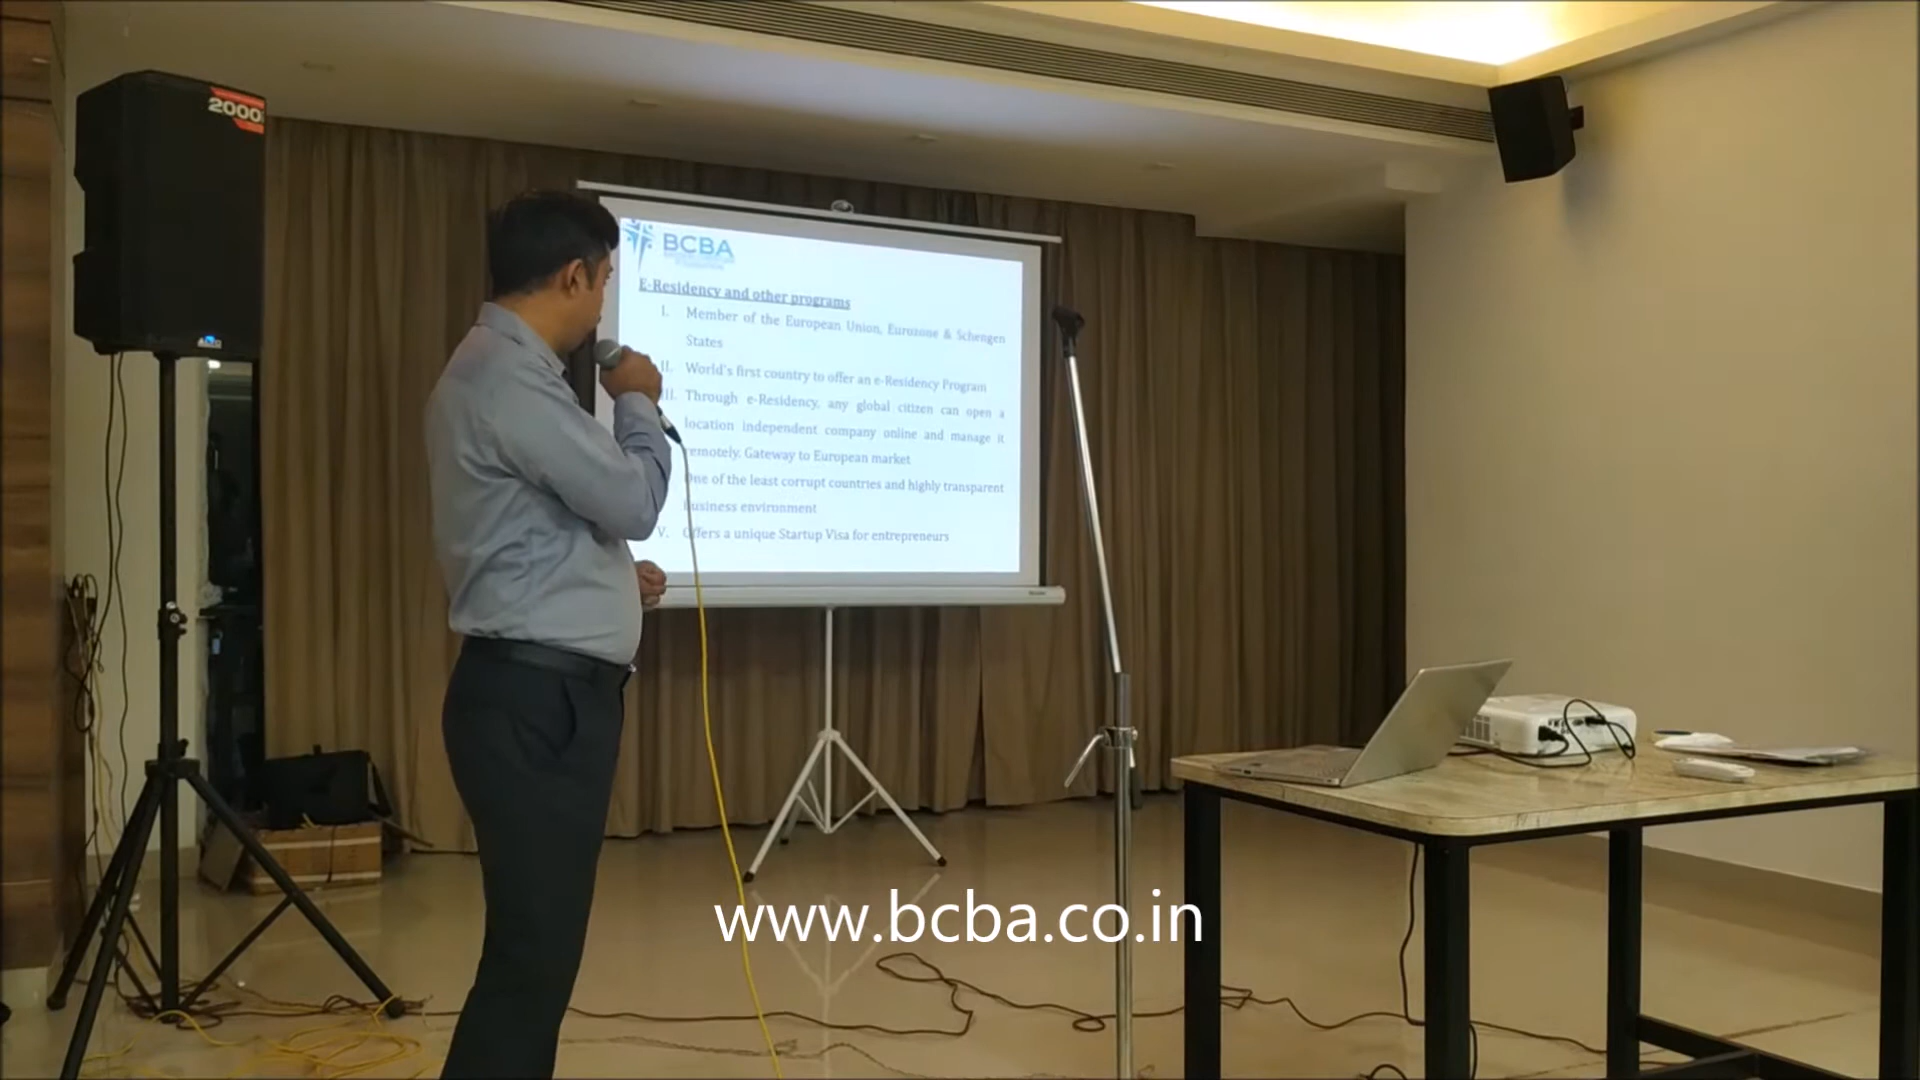 2000
BCBA
E-Residency and other programs
I. Member of the European Union, Eurozone & Schengen
States
II. World's first country to offer an e-Residency Program
III. Through e-Residency, any global citizen can open a
location independent company online and manage it
remotely. Gateway to European market
One of the least corrupt countries and highly transparent
business environment
V. Offers a unique Startup Visa for entrepreneurs
www.bcba.co.in